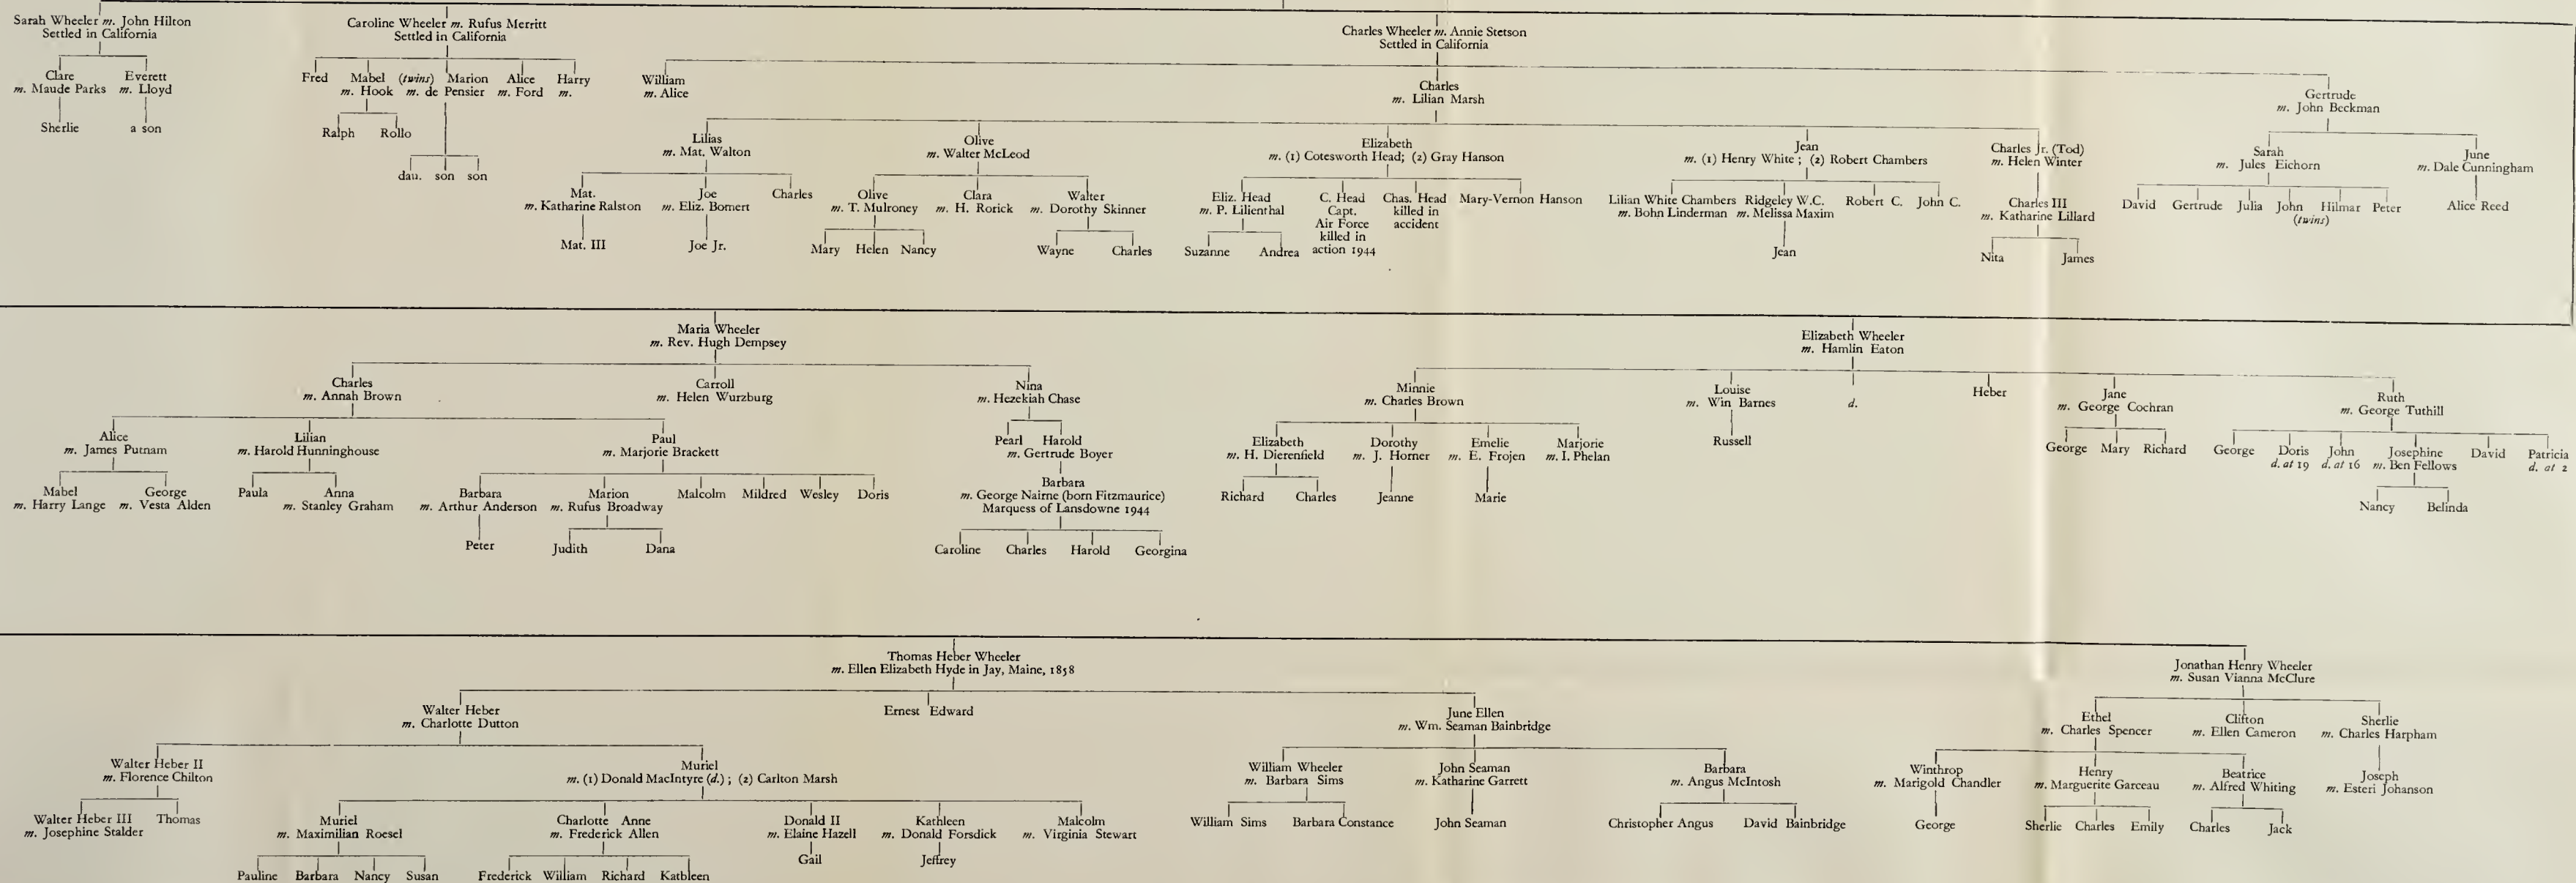 Sarah Wheeler m. John Hilton
Settled in California
Clare
m. Maude Parks
Everett
m. Lloyd
Sherlie
a son
Caroline Wheeler m. Rufus Merritt
Settled in California
Fred
Mabel
m. Hook
(twins)
Marion
m. de Pensier
Alice
m. Ford
Harry
m.
Ralph
Rollo
dau.
son
son
Charles Wheeler m. Annie Stetson
Settled in California
William
m. Alice
Charles
m. Lilian Marsh
Gertrude
m. John Beckman
Lilias
m. Mat. Walton
Olive
m. Walter McLeod
Elizabeth
m. (1) Cotesworth Head; (2) Gray Hanson
Jean
m. (1) Henry White; (2) Robert Chambers
Charles Jr. (Tod)
m. Helen Winter
Sarah
m. Jules Eichorn
June
m. Dale Cunningham
Mat.
m. Katharine Ralston
Joe
m. Eliz. Bomert
Charles
Mat. III
Joe Jr.
Olive
m. T. Mulroney
Clara
m. H. Rorick
Walter
m. Dorothy Skinner
Mary
Helen
Nancy
Wayne
Charles
Eliz. Head
m. P. Lilienthal
C. Head
Capt.
Air Force
killed in
action 1944
Chas. Head
killed in
accident
Mary-Vernon Hanson
Suzanne
Andrea
Lilian White Chambers
m. Bohn Linderman
Ridgeley W.C.
m. Melissa Maxim
Robert C.
John C.
Jean
Charles III
m. Katharine Lillard
Nita
James
David
Gertrude
Julia
John
Hilmar
(twins)
Peter
Alice Reed
Maria Wheeler
m. Rev. Hugh Dempsey
Charles
m. Annah Brown
Carroll
m. Helen Wurzburg
Nina
m. Hezekiah Chase
Alice
m. James Putnam
Lilian
m. Harold Hunninghouse
Paul
m. Marjorie Brackett
Pearl
Harold
m. Gertrude Boyer
Mabel
m. Harry Lange
George
m. Vesta Alden
Paula
Anna
m. Stanley Graham
Barbara
m. Arthur Anderson
Marion
m. Rufus Broadway
Malcolm
Mildred
Wesley
Doris
Peter
Judith
Dana
Barbara
m. George Nairne (born Fitzmaurice)
Marquess of Lansdowne 1944
Caroline
Charles
Harold
Georgina
Elizabeth Wheeler
m. Hamlin Eaton
Minnie
m. Charles Brown
Louise
m. Win Barnes
d.
Heber
Jane
m. George Cochran
Ruth
m. George Tuthill
Elizabeth
m. H. Dierenfield
Dorothy
m. J. Horner
Emelie
m. E. Frojen
Marjorie
m. I. Phelan
Russell
Richard
Charles
Jeanne
Marie
George
Mary
Richard
George
Doris
d. at 19
John
d. at 16
Josephine
m. Ben Fellows
David
Patricia
d. at 2
Nancy
Belinda
Thomas Heber Wheeler
m. Ellen Elizabeth Hyde in Jay, Maine, 1858
Jonathan Henry Wheeler
m. Susan Vianna McClure
Walter Heber
m. Charlotte Dutton
Ernest Edward
June Ellen
m. Wm. Seaman Bainbridge
Ethel
m. Charles Spencer
Clifton
m. Ellen Cameron
Sherlie
m. Charles Harpham
Walter Heber II
m. Florence Chilton
Muriel
m. (1) Donald MacIntyre (d.); (2) Carlton Marsh
William Wheeler
m. Barbara Sims
John Seaman
m. Katharine Garrett
Barbara
m. Angus McIntosh
Winthrop
m. Marigold Chandler
Henry
m. Marguerite Garceau
Beatrice
m. Alfred Whiting
Joseph
m. Esteri Johanson
Walter Heber III
m. Josephine Stalder
Thomas
Muriel
m. Maximilian Roesel
Charlotte Anne
m. Frederick Allen
Donald II
m. Elaine Hazell
Kathleen
m. Donald Forsdick
Malcolm
m. Virginia Stewart
William Sims
Barbara Constance
John Seaman
Christopher Angus
David Bainbridge
George
Sherlie
Charles
Emily
Charles
Jack
Pauline
Barbara
Nancy
Susan
Frederick
William
Richard
Kathleen
Gail
Jeffrey